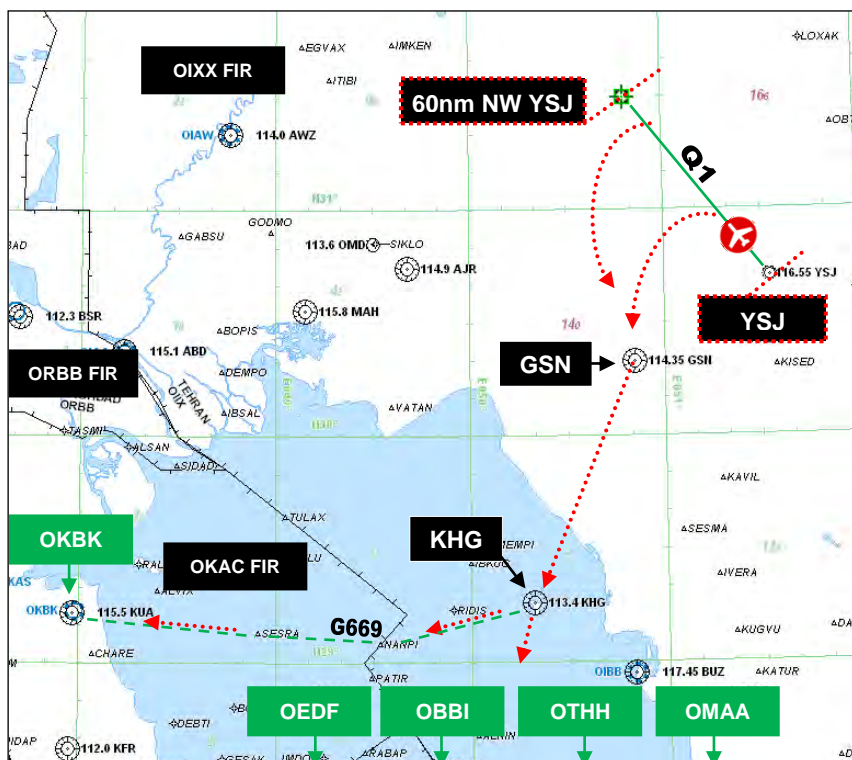 LOXAK
EGVAX
IMKEN
OIXX FIR
ITIBI
60nm NW YSJ
OIAW
114.0 AWZ
Q1
N31°
GODMO
GABSU
113.6 OMD
SIKLO
114.9 AJR
116.55 YSJ
112.3 BSR
115.8 MAH
YSJ
BOPIS
115.1 ABD
GSN
114.35 GSN
KISED
ORBB FIR
ORBB
TEHRAN
OIIX
DEMPO
IBSAL
VATAN
TASMI
ALSAN
SIDAD
KAVIL
TULAX
SESMA
OKBK
KHG
OKAC FIR
IVERA
OKBK
115.5 KUA
RIDIS
113.4 KHG
SESRA
G669
NANPI
KUGVU
CHARE
PATIR
OIBB
117.45 BUZ
KATUR
OEDF
OBBI
OTHH
OMAA
DEBTI
112.0 KFR
RABAP